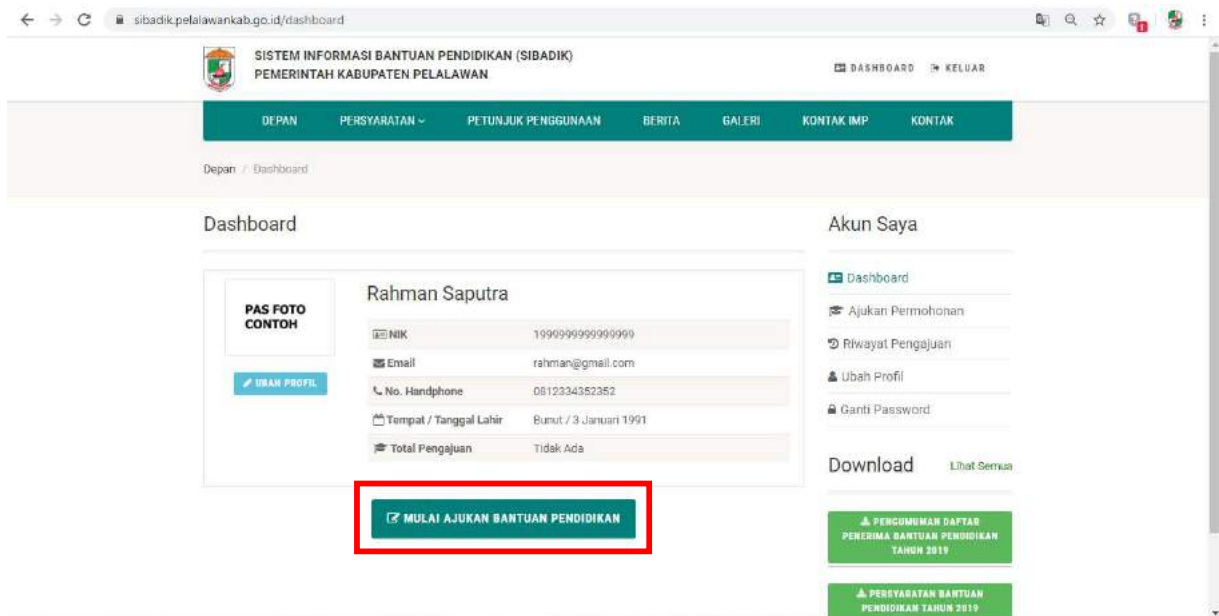 sibadik.pelalawankab.go.id/dashboard
SISTEM INFORMASI BANTUAN PENDIDIKAN (SIBADIK)
PEMERINTAH KABUPATEN PELALAWAN
DASHBOARD KELUAR
DEPAN PERSYARATAN PETUNJUK PENGGUNAAN BERITA GALERI KONTAK IMP KONTAK
Depan / Dashboard
Dashboard
PAS FOTO
CONTOH
UBAH PROFIL
Rahman Saputra
NIK 1999999999999999
Email rahman@gmail.com
No. Handphone 0812334352352
Tempat / Tanggal Lahir Bunut / 3 Januari 1991
Total Pengajuan Tidak Ada
MULAI AJUKAN BANTUAN PENDIDIKAN
Akun Saya
Dashboard
Ajukan Permohonan
Riwayat Pengajuan
Ubah Profil
Ganti Password
Download Lihat Semua
PENGUMUMAN DAFTAR
PENERIMA BANTUAN PENDIDIKAN
TAHUN 2019
PERSYARATAN BANTUAN
PENDIDIKAN TAHUN 2019